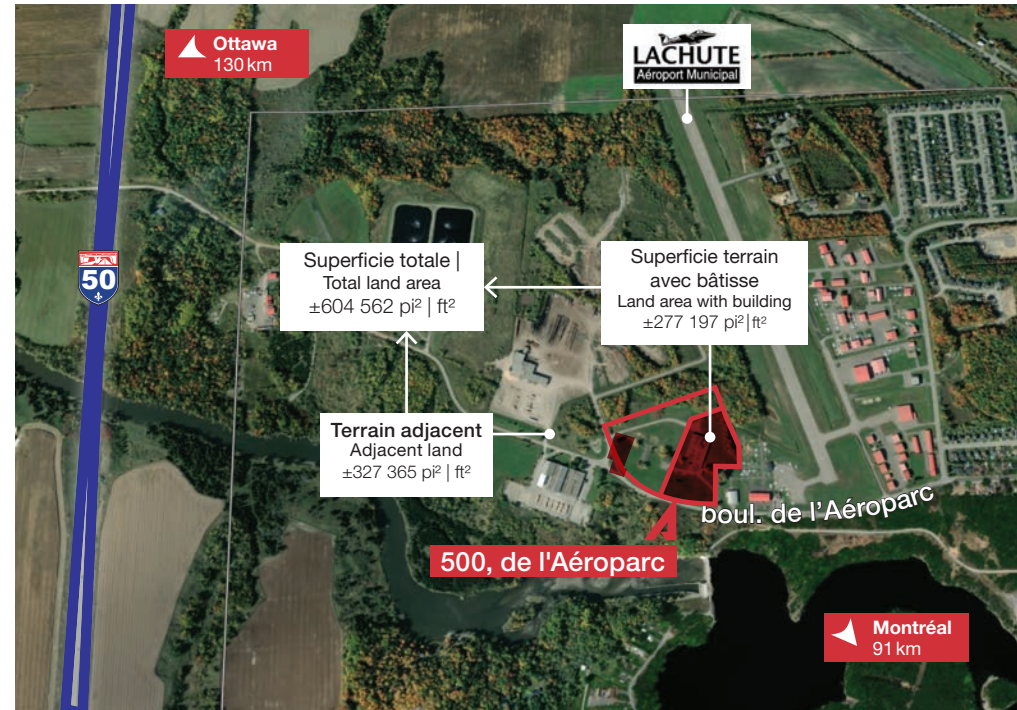 Ottawa
130 km
LACHUTE
Aéroport Municipal
50
Superficie totale |
Total land area
±604 562 pi² | ft²
Superficie terrain
avec bâtisse
Land area with building
±277 197 pi² | ft²
Terrain adjacent
Adjacent land
±327 365 pi² | ft²
boul. de l'Aéroparc
500, de l'Aéroparc
Montréal
91 km